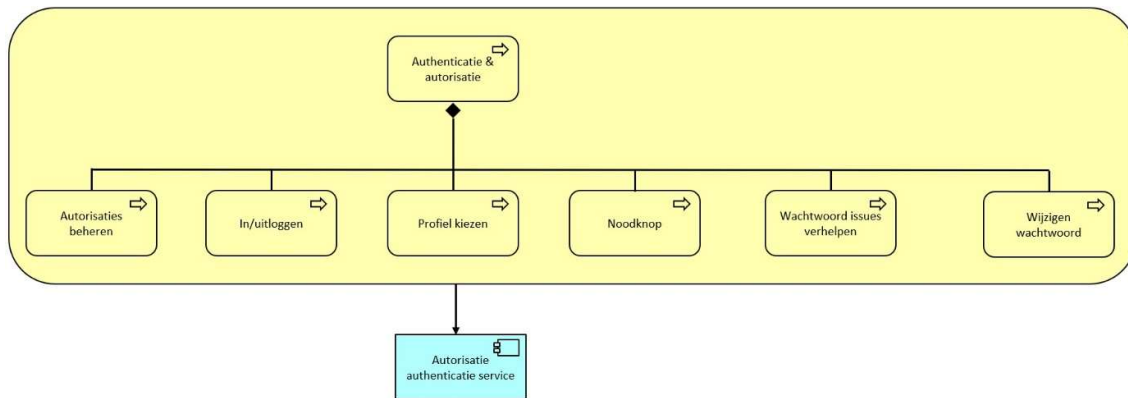 Authenticatie &
autorisatie
Autorisaties
beheren
In/uitloggen
Profiel kiezen
Noodknop
Wachtwoord issues
verhelpen
Wijzigen
wachtwoord
Autorisatie
authenticatie service